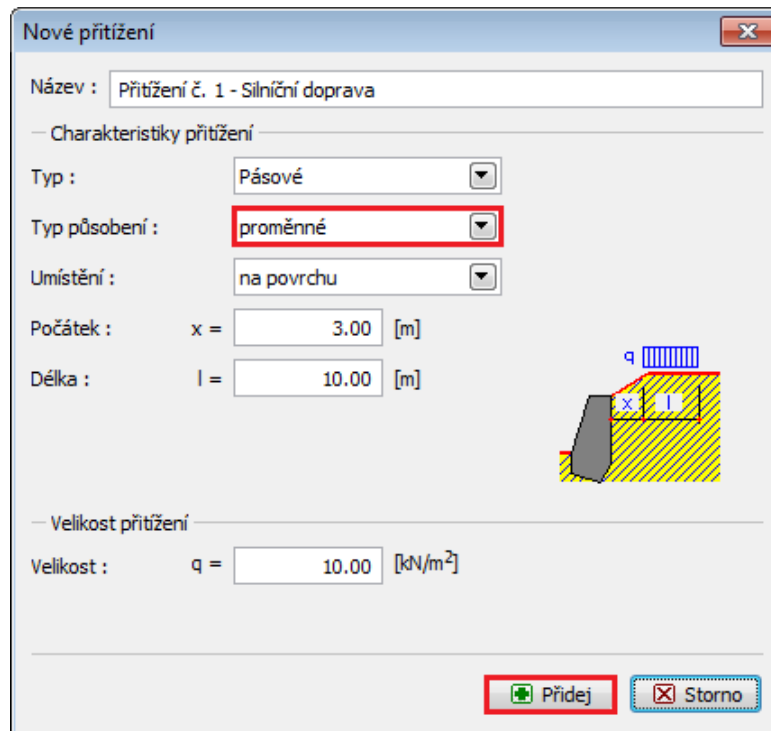 Nové přitížení
Název : Přitížení č. 1 - Silníční doprava
Charakteristiky přitížení
Typ : Pásové
Typ působení : proměnné
Umístění : na povrchu
Počátek : x = 3.00 [m]
Délka : l = 10.00 [m]
q
x l
Velikost přitížení
Velikost : q = 10.00 [kN/m²]
Přidej Storno